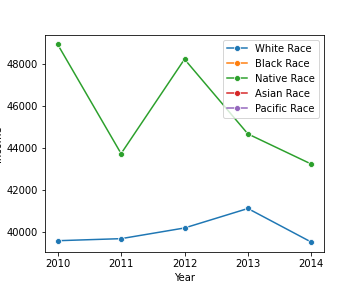 White Race
Black Race
Native Race
Asian Race
Pacific Race
48000
46000
44000
42000
40000
2010 2011 2012 2013 2014
Year